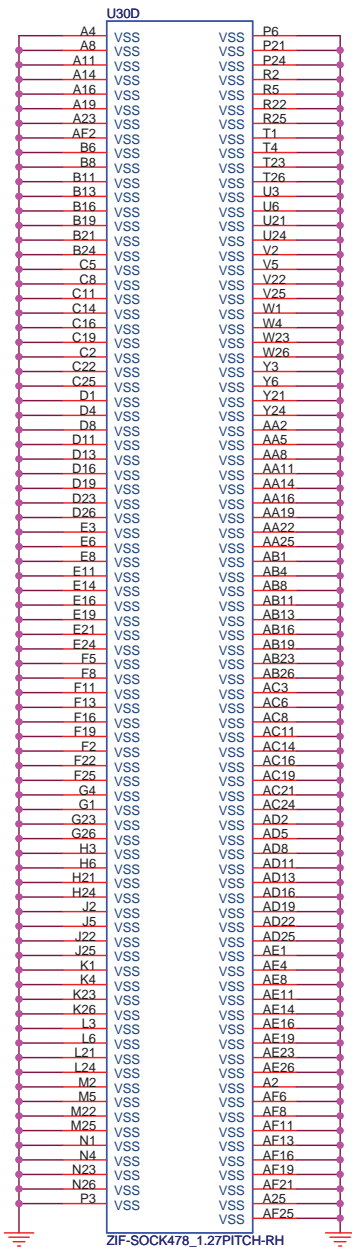 U30D
A4 VSS VSS P6
A8 VSS VSS P21
A11 VSS VSS P24
A14 VSS VSS R2
A16 VSS VSS R5
A19 VSS VSS R22
A23 VSS VSS R25
AF2 VSS VSS T1
B6 VSS VSS T4
B8 VSS VSS T23
B11 VSS VSS T26
B13 VSS VSS U3
B16 VSS VSS U6
B19 VSS VSS U21
B21 VSS VSS U24
B24 VSS VSS V2
C5 VSS VSS V5
C8 VSS VSS V22
C11 VSS VSS V25
C14 VSS VSS W1
C16 VSS VSS W4
C19 VSS VSS W23
C2 VSS VSS W26
C22 VSS VSS Y3
C25 VSS VSS Y6
D1 VSS VSS Y21
D4 VSS VSS Y24
D8 VSS VSS AA2
D11 VSS VSS AA5
D13 VSS VSS AA8
D16 VSS VSS AA11
D19 VSS VSS AA14
D23 VSS VSS AA16
D26 VSS VSS AA19
E3 VSS VSS AA22
E6 VSS VSS AA25
E8 VSS VSS AB1
E11 VSS VSS AB4
E14 VSS VSS AB8
E16 VSS VSS AB11
E19 VSS VSS AB13
E21 VSS VSS AB16
E24 VSS VSS AB19
F5 VSS VSS AB23
F8 VSS VSS AB26
F11 VSS VSS AC3
F13 VSS VSS AC6
F16 VSS VSS AC8
F19 VSS VSS AC11
F2 VSS VSS AC14
F22 VSS VSS AC16
F25 VSS VSS AC19
G4 VSS VSS AC21
G1 VSS VSS AC24
G23 VSS VSS AD2
G26 VSS VSS AD5
H3 VSS VSS AD8
H6 VSS VSS AD11
H21 VSS VSS AD13
H24 VSS VSS AD16
J2 VSS VSS AD19
J5 VSS VSS AD22
J22 VSS VSS AD25
J25 VSS VSS AE1
K1 VSS VSS AE4
K4 VSS VSS AE8
K23 VSS VSS AE11
K26 VSS VSS AE14
L3 VSS VSS AE16
L6 VSS VSS AE19
L21 VSS VSS AE23
L24 VSS VSS AE26
M2 VSS VSS A2
M5 VSS VSS AF6
M22 VSS VSS AF8
M25 VSS VSS AF11
N1 VSS VSS AF13
N4 VSS VSS AF16
N23 VSS VSS AF19
N26 VSS VSS AF21
P3 VSS VSS A25
VSS AF25
ZIF-SOCK478_1.27PITCH-RH